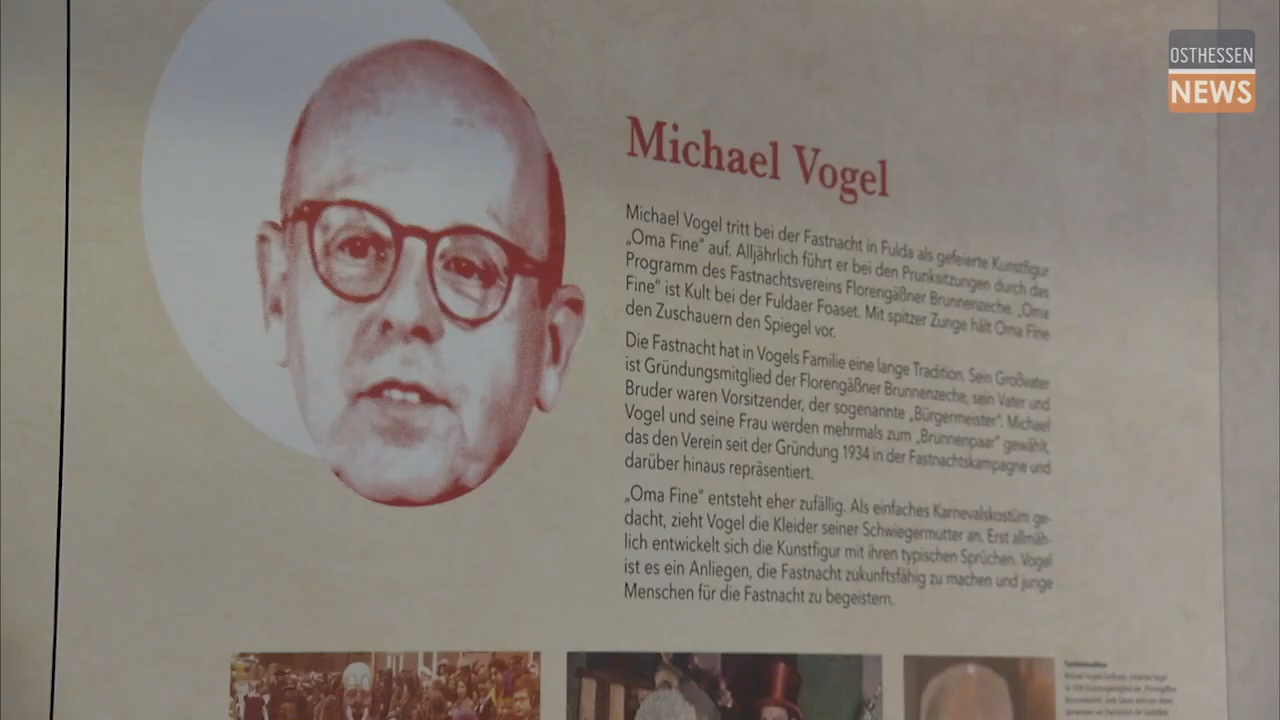 OSTHESSEN
NEWS
Michael Vogel
Michael Vogel tritt bei der Fastnacht in Fulda als gefeierte Kunstfigur
„Oma Fine“ auf. Alljährlich führt er bei den Prunksitzungen durch das
Programm des Fastnachtsvereins Florengäßner Brunnenzeche. „Oma
Fine“ ist Kult bei der Fuldaer Foaset. Mit spitzer Zunge hält Oma Fine
den Zuschauern den Spiegel vor.
Die Fastnacht hat in Vogels Familie eine lange Tradition. Sein Großvater
ist Gründungsmitglied der Florengäßner Brunnenzeche, sein Vater und
Bruder waren Vorsitzender, der sogenannte „Bürgermeister“. Michael
Vogel und seine Frau werden mehrmals zum „Brunnenpaar“ gewählt,
das den Verein seit der Gründung 1934 in der Fastnachtskampagne und
darüber hinaus repräsentiert.
„Oma Fine“ entsteht eher zufällig. Als einfaches Karnevalskostüm ge-
dacht, zieht Vogel die Kleider seiner Schwiegermutter an. Erst allmäh-
lich entwickelt sich die Kunstfigur mit ihren typischen Sprüchen. Vogel
ist es ein Anliegen, die Fastnacht zukunftsfähig zu machen und junge
Menschen für die Fastnacht zu begeistern.